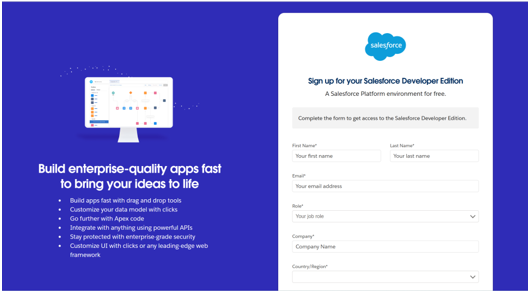 Build enterprise-quality apps fast
to bring your ideas to life
Build apps fast with drag and drop tools
Customize your data model with clicks
Go further with Apex code
Integrate with anything using powerful APIs
Stay protected with enterprise-grade security
Customize UI with clicks or any leading-edge web
framework
salesforce
Sign up for your Salesforce Developer Edition
A Salesforce Platform environment for free.
Complete the form to get access to the Salesforce Developer Edition.
First Name* Last Name*
Your first name Your last name
Email*
Your email address
Role*
Your job role
Company*
Company Name
Country/Region*